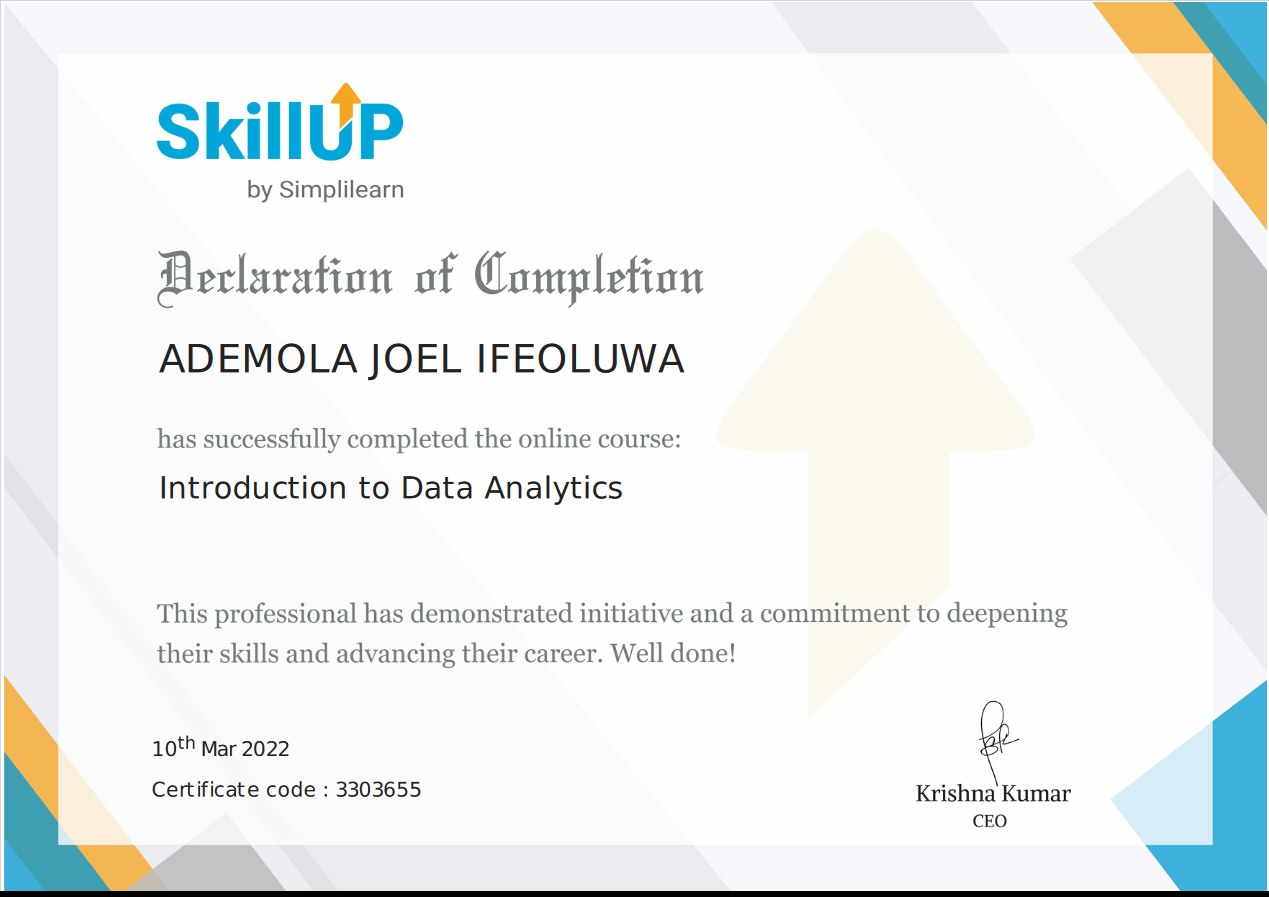 SkillUP
by Simplilearn
Declaration of Completion
ADEMOLA JOEL IFEOLUWA
has successfully completed the online course:
Introduction to Data Analytics
This professional has demonstrated initiative and a commitment to deepening
their skills and advancing their career. Well done!
10th Mar 2022
Certificate code : 3303655
Krishna Kumar
CEO